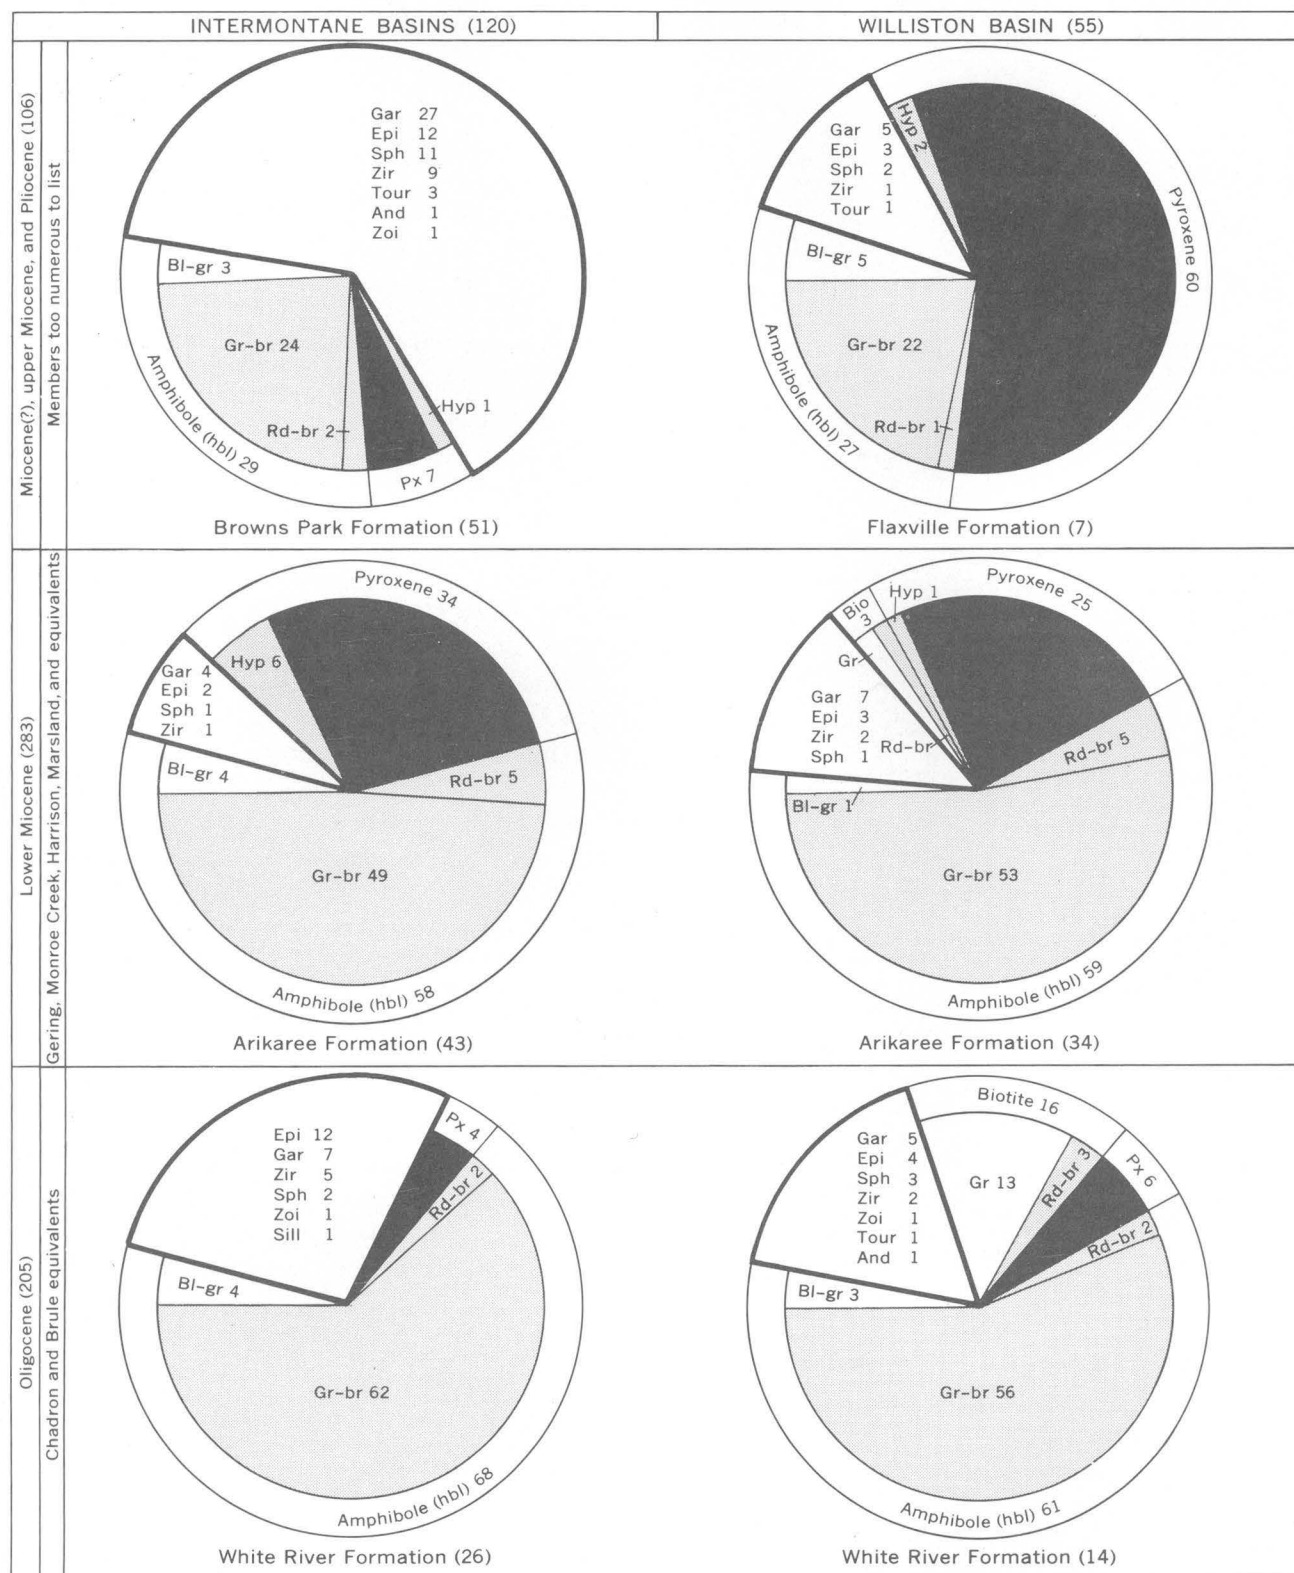 INTERMONTANE BASINS (120)
WILLISTON BASIN (55)
Miocene(?), upper Miocene, and Pliocene (106)
Members too numerous to list
Gar 27
Epi 12
Sph 11
Zir 9
Tour 3
And 1
Zoi 1
Bl-gr 3
Gr-br 24
Rd-br 2
Hyp 1
Px 7
Amphibole (hbl) 29
Browns Park Formation (51)
Gar 5
Epi 3
Sph 2
Zir 1
Tour 1
Hyp 2
Pyroxene 60
Bl-gr 5
Gr-br 22
Rd-br 1
Amphibole (hbl) 27
Flaxville Formation (7)
Lower Miocene (283)
Gering, Monroe Creek, Harrison, Marsland, and equivalents
Pyroxene 34
Hyp 6
Gar 4
Epi 2
Sph 1
Zir 1
Bl-gr 4
Rd-br 5
Gr-br 49
Amphibole (hbl) 58
Arikaree Formation (43)
Pyroxene 25
Hyp 1
Bio 3
Gr
Rd-br
Gar 7
Epi 3
Zir 2
Sph 1
Bl-gr 1
Rd-br 5
Gr-br 53
Amphibole (hbl) 59
Arikaree Formation (34)
Oligocene (205)
Chadron and Brule equivalents
Epi 12
Gar 7
Zir 5
Sph 2
Zoi 1
Sill 1
Px 4
Rd-br 2
Bl-gr 4
Gr-br 62
Amphibole (hbl) 68
White River Formation (26)
Biotite 16
Gar 5
Epi 4
Sph 3
Zir 2
Zoi 1
Tour 1
And 1
Gr 13
Rd-br 3
Px 6
Rd-br 2
Bl-gr 3
Gr-br 56
Amphibole (hbl) 61
White River Formation (14)